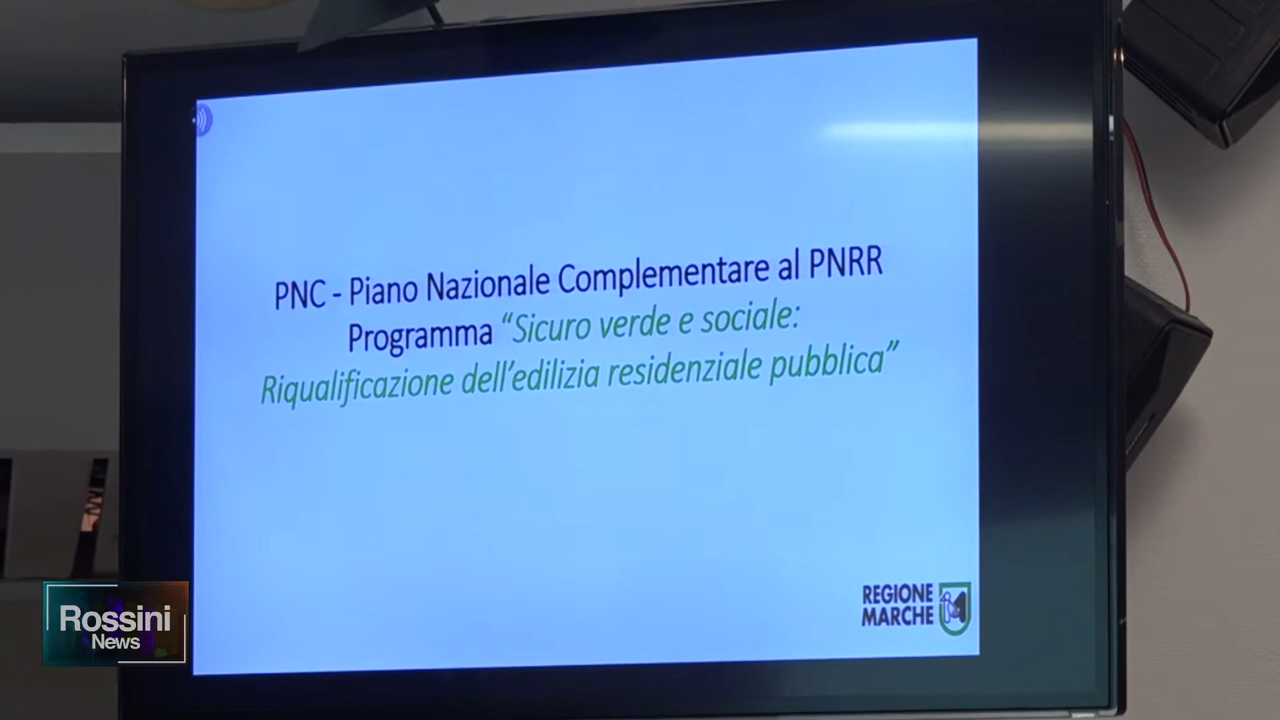 PNC - Piano Nazionale Complementare al PNRR
Programma “Sicuro verde e sociale:
Riqualificazione dell’edilizia residenziale pubblica”
REGIONE
MARCHE
Rossini
News